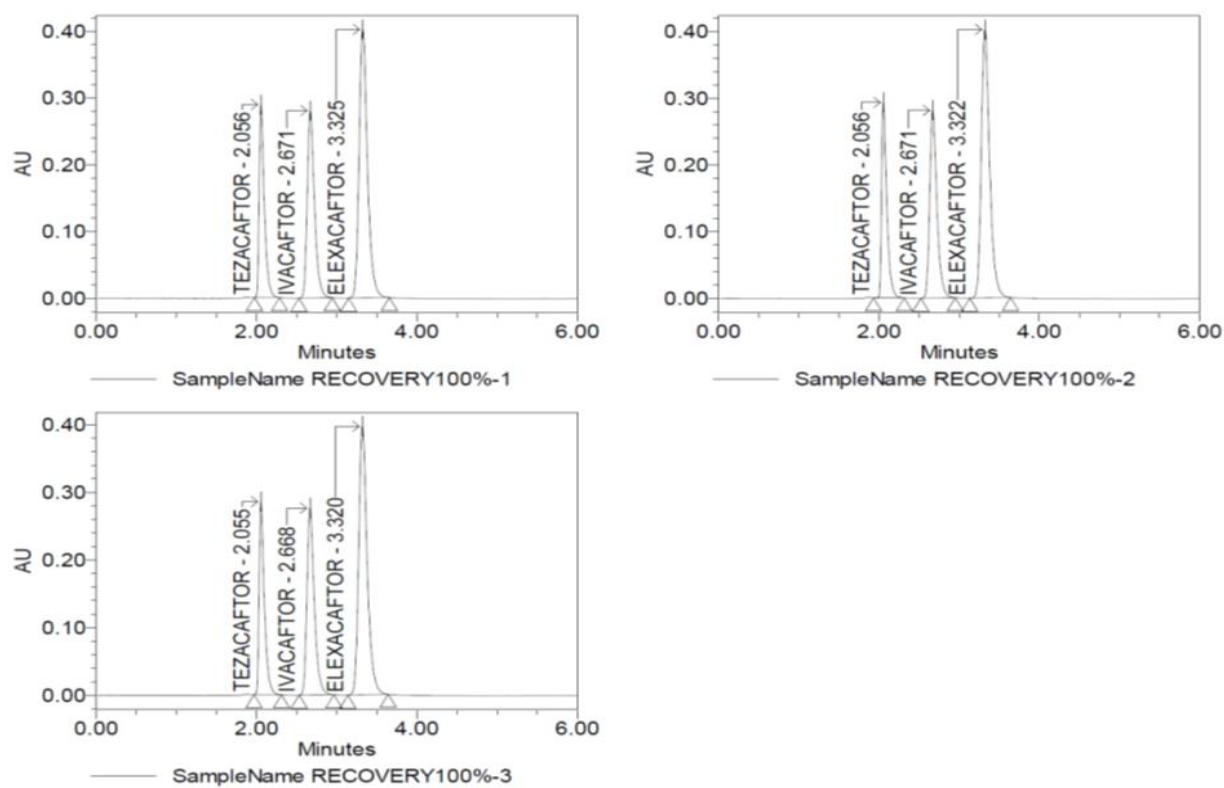 AU
0.40
0.30
0.20
0.10
0.00
TEZACAFTOR - 2.056
IVACAFTOR - 2.671
ELEXACAFTOR - 3.325
0.00 2.00 4.00 6.00
Minutes
SampleName RECOVERY100%-1
AU
0.40
0.30
0.20
0.10
0.00
TEZACAFTOR - 2.056
IVACAFTOR - 2.671
ELEXACAFTOR - 3.322
0.00 2.00 4.00 6.00
Minutes
SampleName RECOVERY100%-2
AU
0.40
0.30
0.20
0.10
0.00
TEZACAFTOR - 2.055
IVACAFTOR - 2.668
ELEXACAFTOR - 3.320
0.00 2.00 4.00 6.00
Minutes
SampleName RECOVERY100%-3